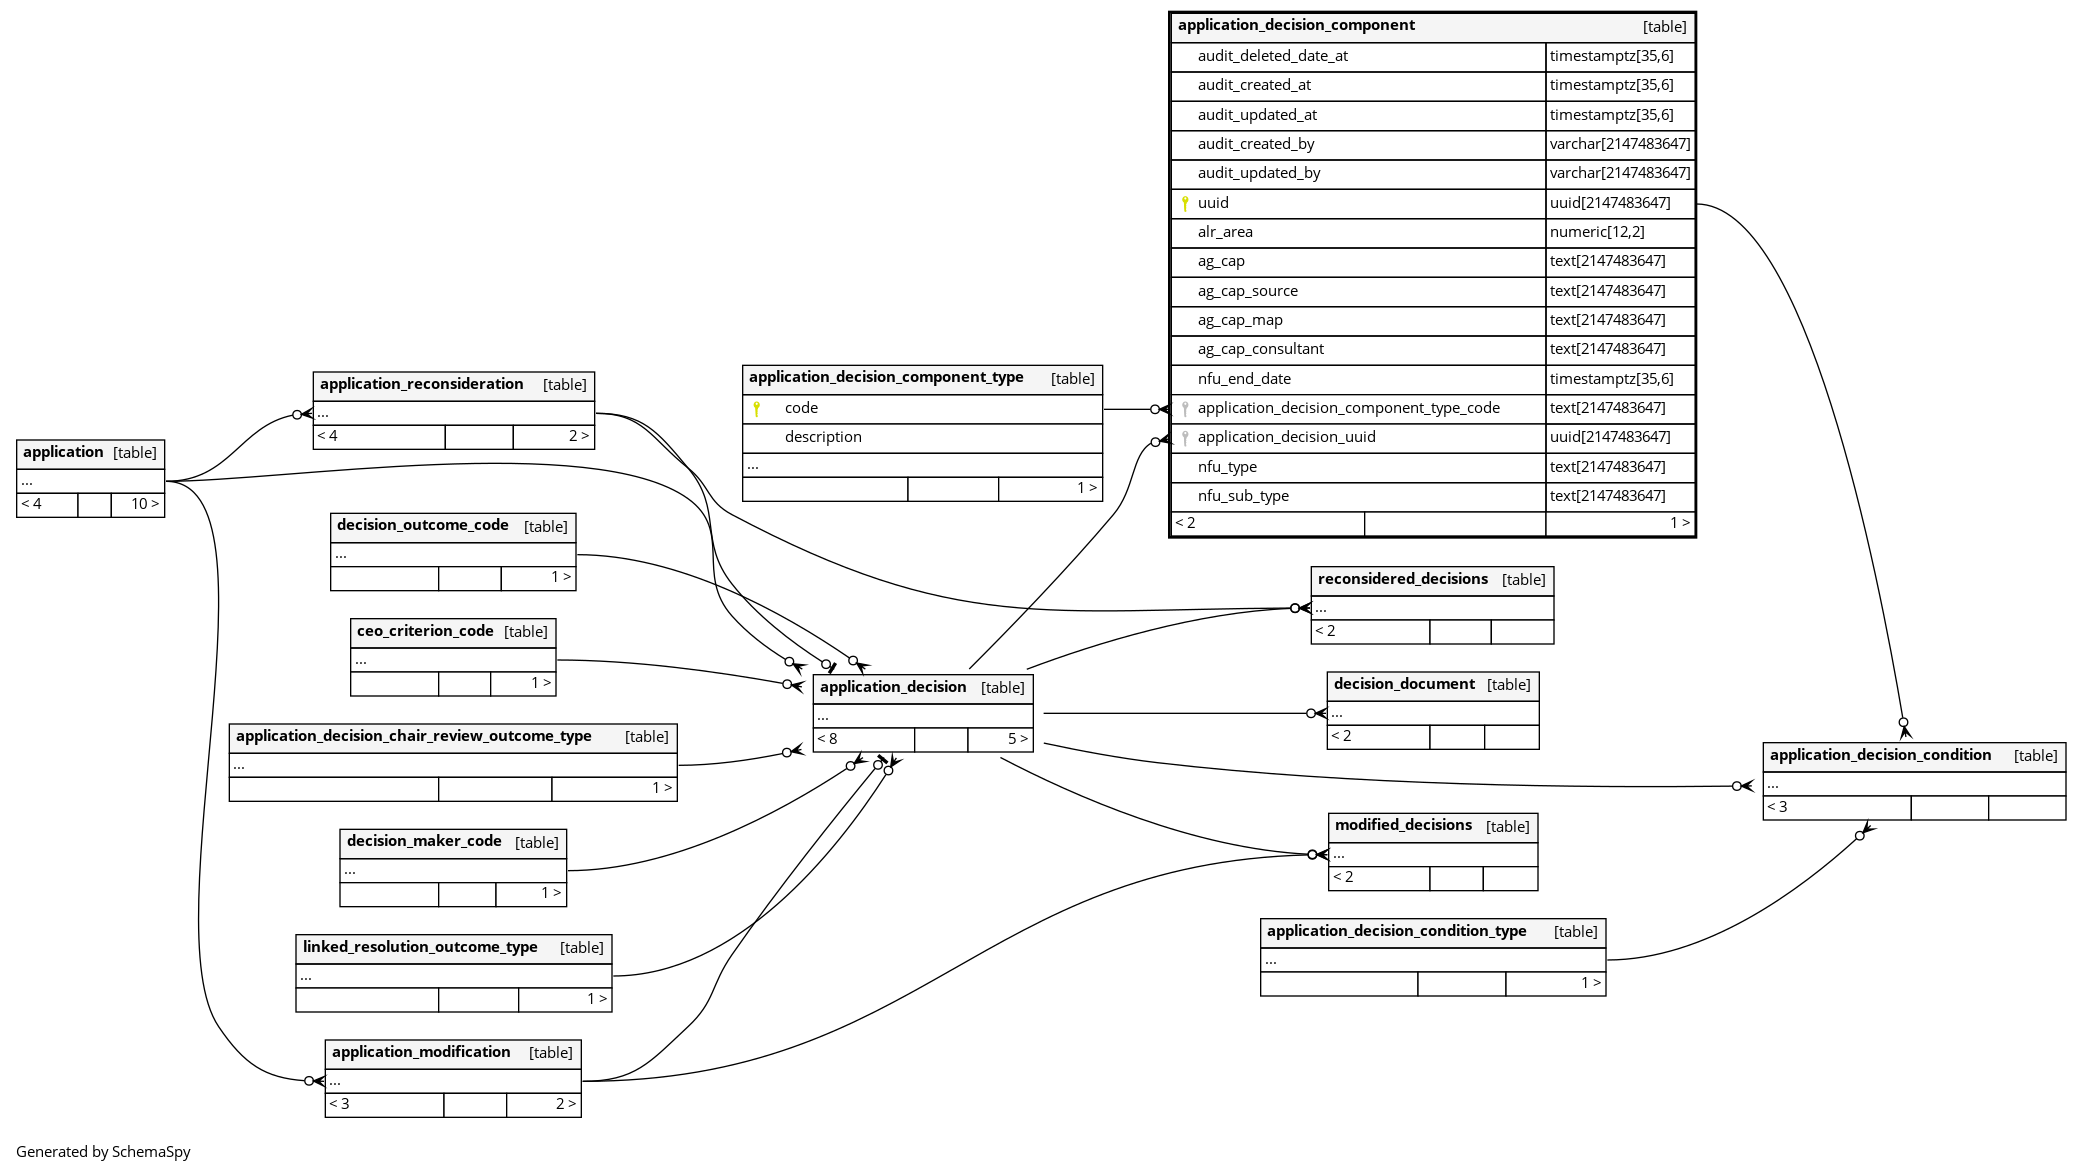 application_decision_component [table]
audit_deleted_date_at timestamptz[35,6]
audit_created_at timestamptz[35,6]
audit_updated_at timestamptz[35,6]
audit_created_by varchar[2147483647]
audit_updated_by varchar[2147483647]
uuid uuid[2147483647]
alr_area numeric[12,2]
ag_cap text[2147483647]
ag_cap_source text[2147483647]
ag_cap_map text[2147483647]
ag_cap_consultant text[2147483647]
nfu_end_date timestamptz[35,6]
application_decision_component_type_code text[2147483647]
application_decision_uuid uuid[2147483647]
nfu_type text[2147483647]
nfu_sub_type text[2147483647]
< 2 1 >
application_decision_component_type [table]
code
description
...
1 >
application_reconsideration [table]
...
< 4 2 >
application [table]
...
< 4 10 >
decision_outcome_code [table]
...
1 >
ceo_criterion_code [table]
...
1 >
application_decision_chair_review_outcome_type [table]
...
1 >
decision_maker_code [table]
...
1 >
linked_resolution_outcome_type [table]
...
1 >
application_modification [table]
...
< 3 2 >
application_decision [table]
...
< 8 5 >
reconsidered_decisions [table]
...
< 2
decision_document [table]
...
< 2
modified_decisions [table]
...
< 2
application_decision_condition_type [table]
...
1 >
application_decision_condition [table]
...
< 3
Generated by SchemaSpy